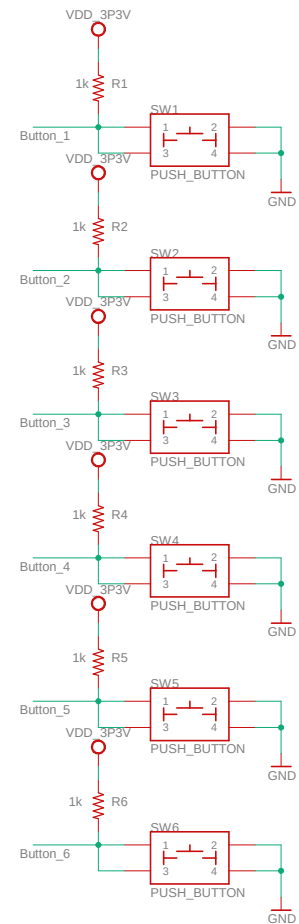 VDD_3P3V
1k R1
SW1
1 2
Button_1
3 4
VDD_3P3V
PUSH_BUTTON
GND
1k R2
SW2
1 2
Button_2
3 4
VDD_3P3V
PUSH_BUTTON
GND
1k R3
SW3
1 2
Button_3
3 4
VDD_3P3V
PUSH_BUTTON
GND
1k R4
SW4
1 2
Button_4
3 4
VDD_3P3V
PUSH_BUTTON
GND
1k R5
SW5
1 2
Button_5
3 4
VDD_3P3V
PUSH_BUTTON
GND
1k R6
SW6
1 2
Button_6
3 4
PUSH_BUTTON
GND